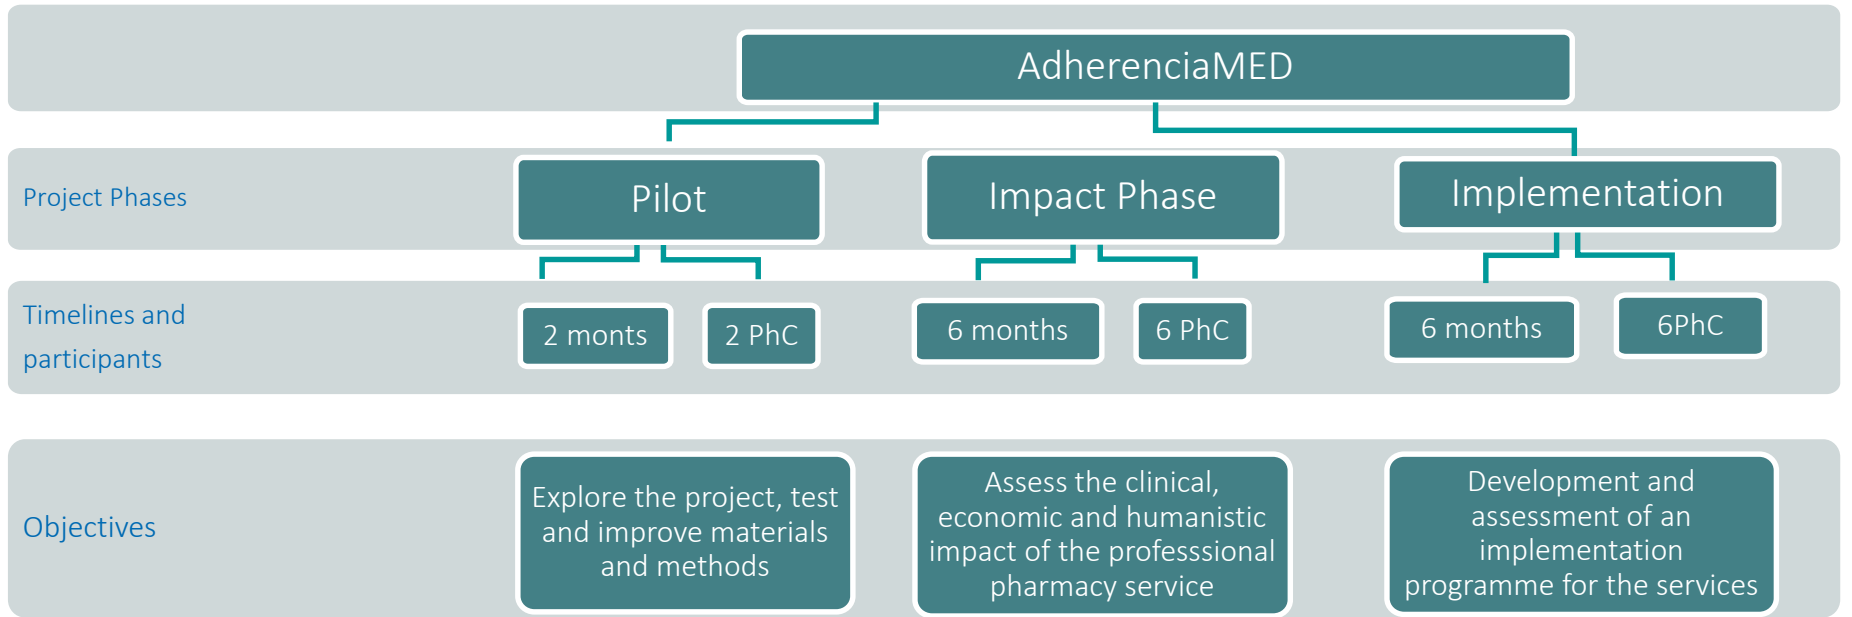 AdherenciaMED
Project Phases
Pilot
Impact Phase
Implementation
Timelines and
participants
2 monts
2 PhC
6 months
6 PhC
6 months
6PhC
Objectives
Explore the project, test
and improve materials
and methods
Assess the clinical,
economic and humanistic
impact of the professsional
pharmacy service
Development and
assessment of an
implementation
programme for the services